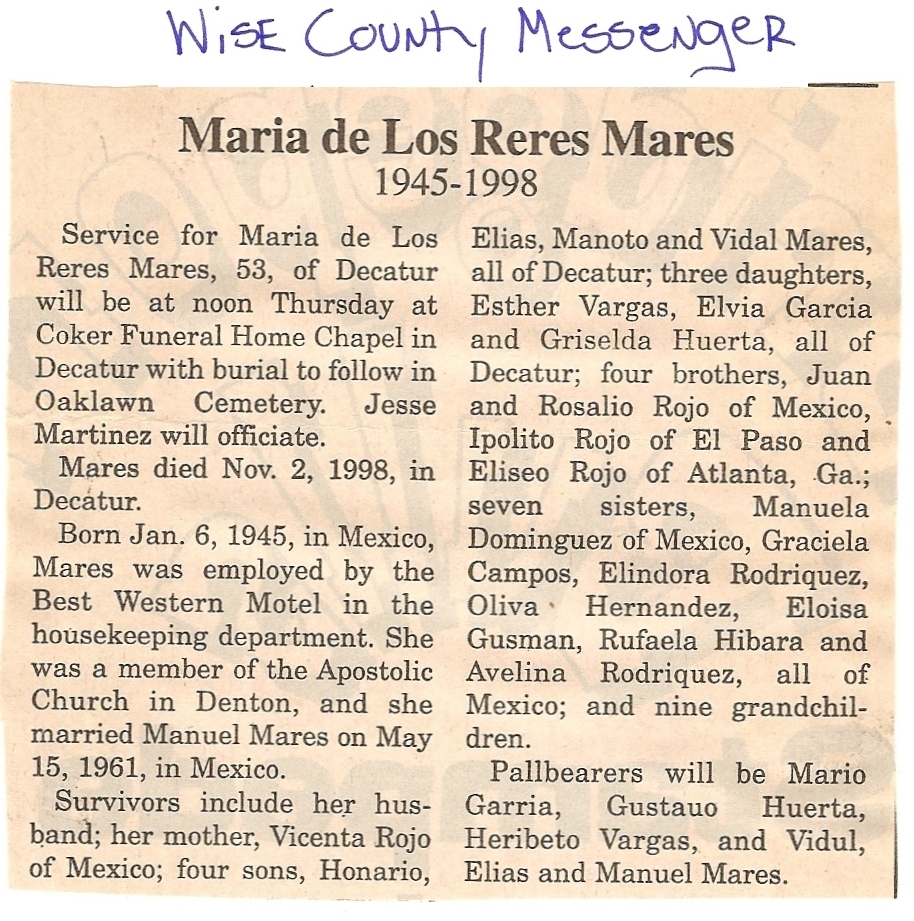 Wise County Messenger
Maria de Los Reres Mares
1945-1998
Service for Maria de Los
Reres Mares, 53, of Decatur
will be at noon Thursday at
Coker Funeral Home Chapel in
Decatur with burial to follow in
Oaklawn Cemetery. Jesse
Martinez will officiate.
Mares died Nov. 2, 1998, in
Decatur.
Born Jan. 6, 1945, in Mexico,
Mares was employed by the
Best Western Motel in the
housekeeping department. She
was a member of the Apostolic
Church in Denton, and she
married Manuel Mares on May
15, 1961, in Mexico.
Survivors include her hus-
band; her mother, Vicenta Rojo
of Mexico; four sons, Honario,
Elias, Manoto and Vidal Mares,
all of Decatur; three daughters,
Esther Vargas, Elvia Garcia
and Griselda Huerta, all of
Decatur; four brothers, Juan
and Rosalio Rojo of Mexico,
Ipolito Rojo of El Paso and
Eliseo Rojo of Atlanta, Ga.;
seven sisters, Manuela
Dominguez of Mexico, Graciela
Campos, Elindora Rodriquez,
Oliva Hernandez, Eloisa
Gusman, Rufaela Hibara and
Avelina Rodriquez, all of
Mexico; and nine grandchil-
dren.
Pallbearers will be Mario
Garria, Gustauo Huerta,
Heribeto Vargas, and Vidul,
Elias and Manuel Mares.